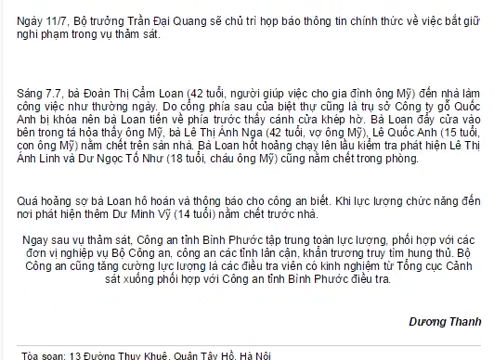 Ngày 11/7, Bộ trưởng Trần Đại Quang sẽ chủ trì họp báo thông tin chính thức về việc bắt giữ
nghi phạm trong vụ thảm sát.
Sáng 7.7, bà Đoàn Thị Cẩm Loan (42 tuổi, người giúp việc cho gia đình ông Mỹ) đến nhà làm
công việc như thường ngày. Do cổng phía sau của biệt thự cũng là trụ sở Công ty gỗ Quốc
Anh bị khóa nên bà Loan tiến về phía trước thấy cánh cửa khép hờ. Bà Loan đẩy cửa vào
bên trong tá hỏa thấy ông Mỹ, bà Lê Thị Ánh Nga (42 tuổi, vợ ông Mỹ), Lê Quốc Anh (15 tuổi,
con ông Mỹ) nằm chết trên sàn nhà. Bà Loan hốt hoảng chạy lên lầu kiểm tra phát hiện Lê Thị
Ánh Linh và Dư Ngọc Tố Như (18 tuổi, cháu ông Mỹ) cũng nằm chết trong phòng.
Quá hoảng sợ bà Loan hô hoán và thông báo cho công an biết. Khi lực lượng chức năng đến
nơi phát hiện thêm Dư Minh Vỹ (14 tuổi) nằm chết trước nhà.
Ngay sau vụ thảm sát, Công an tỉnh Bình Phước tập trung toàn lực lượng, phối hợp với các
đơn vị nghiệp vụ Bộ Công an, công an các tỉnh lân cận, khẩn trương truy tìm hung thủ. Bộ
Công an cũng tăng cường lực lượng là các điều tra viên có kinh nghiệm từ Tổng cục Cảnh
sát xuống phối hợp với Công an tỉnh Bình Phước điều tra.
Dương Thanh
Tòa soạn: 13 Đường Thụy Khuê, Quận Tây Hồ, Hà Nội